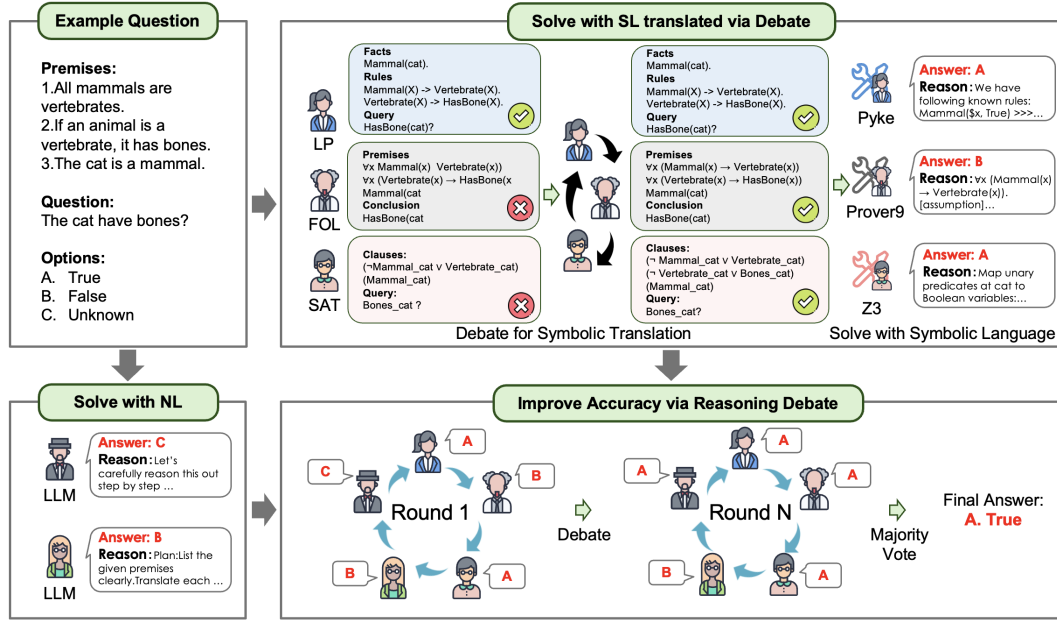 Example Question
Premises:
1.All mammals are
vertebrates.
2.If an animal is a
vertebrate, it has bones.
3.The cat is a mammal.
Question:
The cat have bones?
Options:
A. True
B. False
C. Unknown
Solve with SL translated via Debate
LP
Facts
Mammal(cat).
Rules
Mammal(X) -> Vertebrate(X).
Vertebrate(X) -> HasBone(X).
Query
HasBone(cat)?
FOL
Premises
∀x Mammal(x) Vertebrate(x))
∀x (Vertebrate(x) → HasBone(x
Mammal(cat
Conclusion
HasBone(cat
SAT
Clauses:
(¬Mammal_cat ∨ Vertebrate_cat)
(Mammal_cat)
Query:
Bones_cat ?
Facts
Mammal(cat).
Rules
Mammal(X) -> Vertebrate(X).
Vertebrate(X) -> HasBone(X).
Query
HasBone(cat)?
Premises
∀x (Mammal(x) → Vertebrate(x))
∀x (Vertebrate(x) → HasBone(x))
Mammal(cat)
Conclusion
HasBone(cat)
Clauses:
(¬ Mammal_cat ∨ Vertebrate_cat)
(¬ Vertebrate_cat ∨ Bones_cat)
(Mammal_cat)
Query:
Bones_cat?
Debate for Symbolic Translation
Pyke
Answer: A
Reason: We have
following known rules:
Mammal($x, True) >>>...
Prover9
Answer: B
Reason: ∀x (Mammal(x)
→ Vertebrate(x)).
[assumption]...
Z3
Answer: A
Reason: Map unary
predicates at cat to
Boolean variables:...
Solve with Symbolic Language
Solve with NL
LLM
Answer: C
Reason:Let's
carefully reason this out
step by step ...
LLM
Answer: B
Reason:Plan:List the
given premises
clearly.Translate each ...
Improve Accuracy via Reasoning Debate
A
C
B
Round 1
B
A
Debate
A
A
A
Round N
B
A
Majority
Vote
Final Answer:
A. True